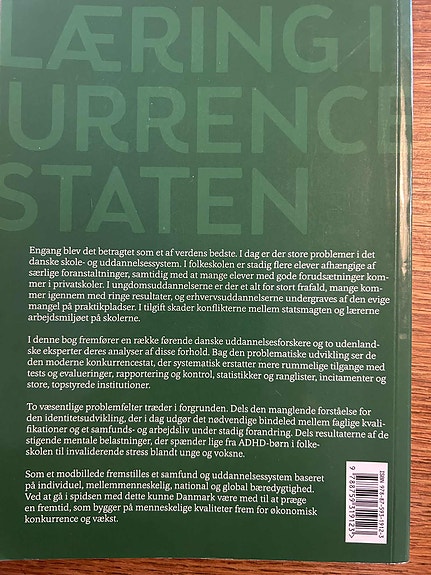 LÆRING I
URRENCE
STATEN
Engang blev det betragtet som et af verdens bedste. I dag er der store problemer i det
danske skole- og uddannelsessystem. I folkeskolen er stadig flere elever afhængige af
særlige foranstaltninger, samtidig med at mange elever med gode forudsætninger kom-
mer i privatskoler. I ungdomsuddannelserne er der et alt for stort frafald, mange kom-
mer igennem med ringe resultater, og erhvervsuddannelserne undergraves af den evige
mangel på praktikpladser. I tilgift skader konflikterne mellem statsmagten og lærerne
arbejdsmiljøet på skolerne.
I denne bog fremfører en række førende danske uddannelsesforskere og to udenland-
ske eksperter deres analyser af disse forhold. Bag den problematiske udvikling ser de
den moderne konkurrencestat, der systematisk erstatter mere rummelige tilgange med
tests og evalueringer, rapportering og kontrol, statistikker og ranglister, incitamenter og
store, topstyrede institutioner.
To væsentlige problemfelter træder i forgrunden. Dels den manglende forståelse for
den identitetsudvikling, der i dag udgør det nødvendige bindeled mellem faglige kvali-
fikationer og et samfunds- og arbejdsliv under stadig forandring. Dels resultaterne af de
stigende mentale belastninger, der spænder lige fra ADHD-børn i folke-
skolen til invaliderende stress blandt unge og voksne.
Som et modbillede fremstilles et samfund og uddannelsessystem baseret
på individuel, mellemmenneskelig, national og global bæredygtighed.
Ved at gå i spidsen med dette kunne Danmark være med til at præge
en fremtid, som bygger på menneskelige kvaliteter frem for økonomisk
konkurrence og vækst.
ISBN 978-87-593-1912-3
9 788759 319123